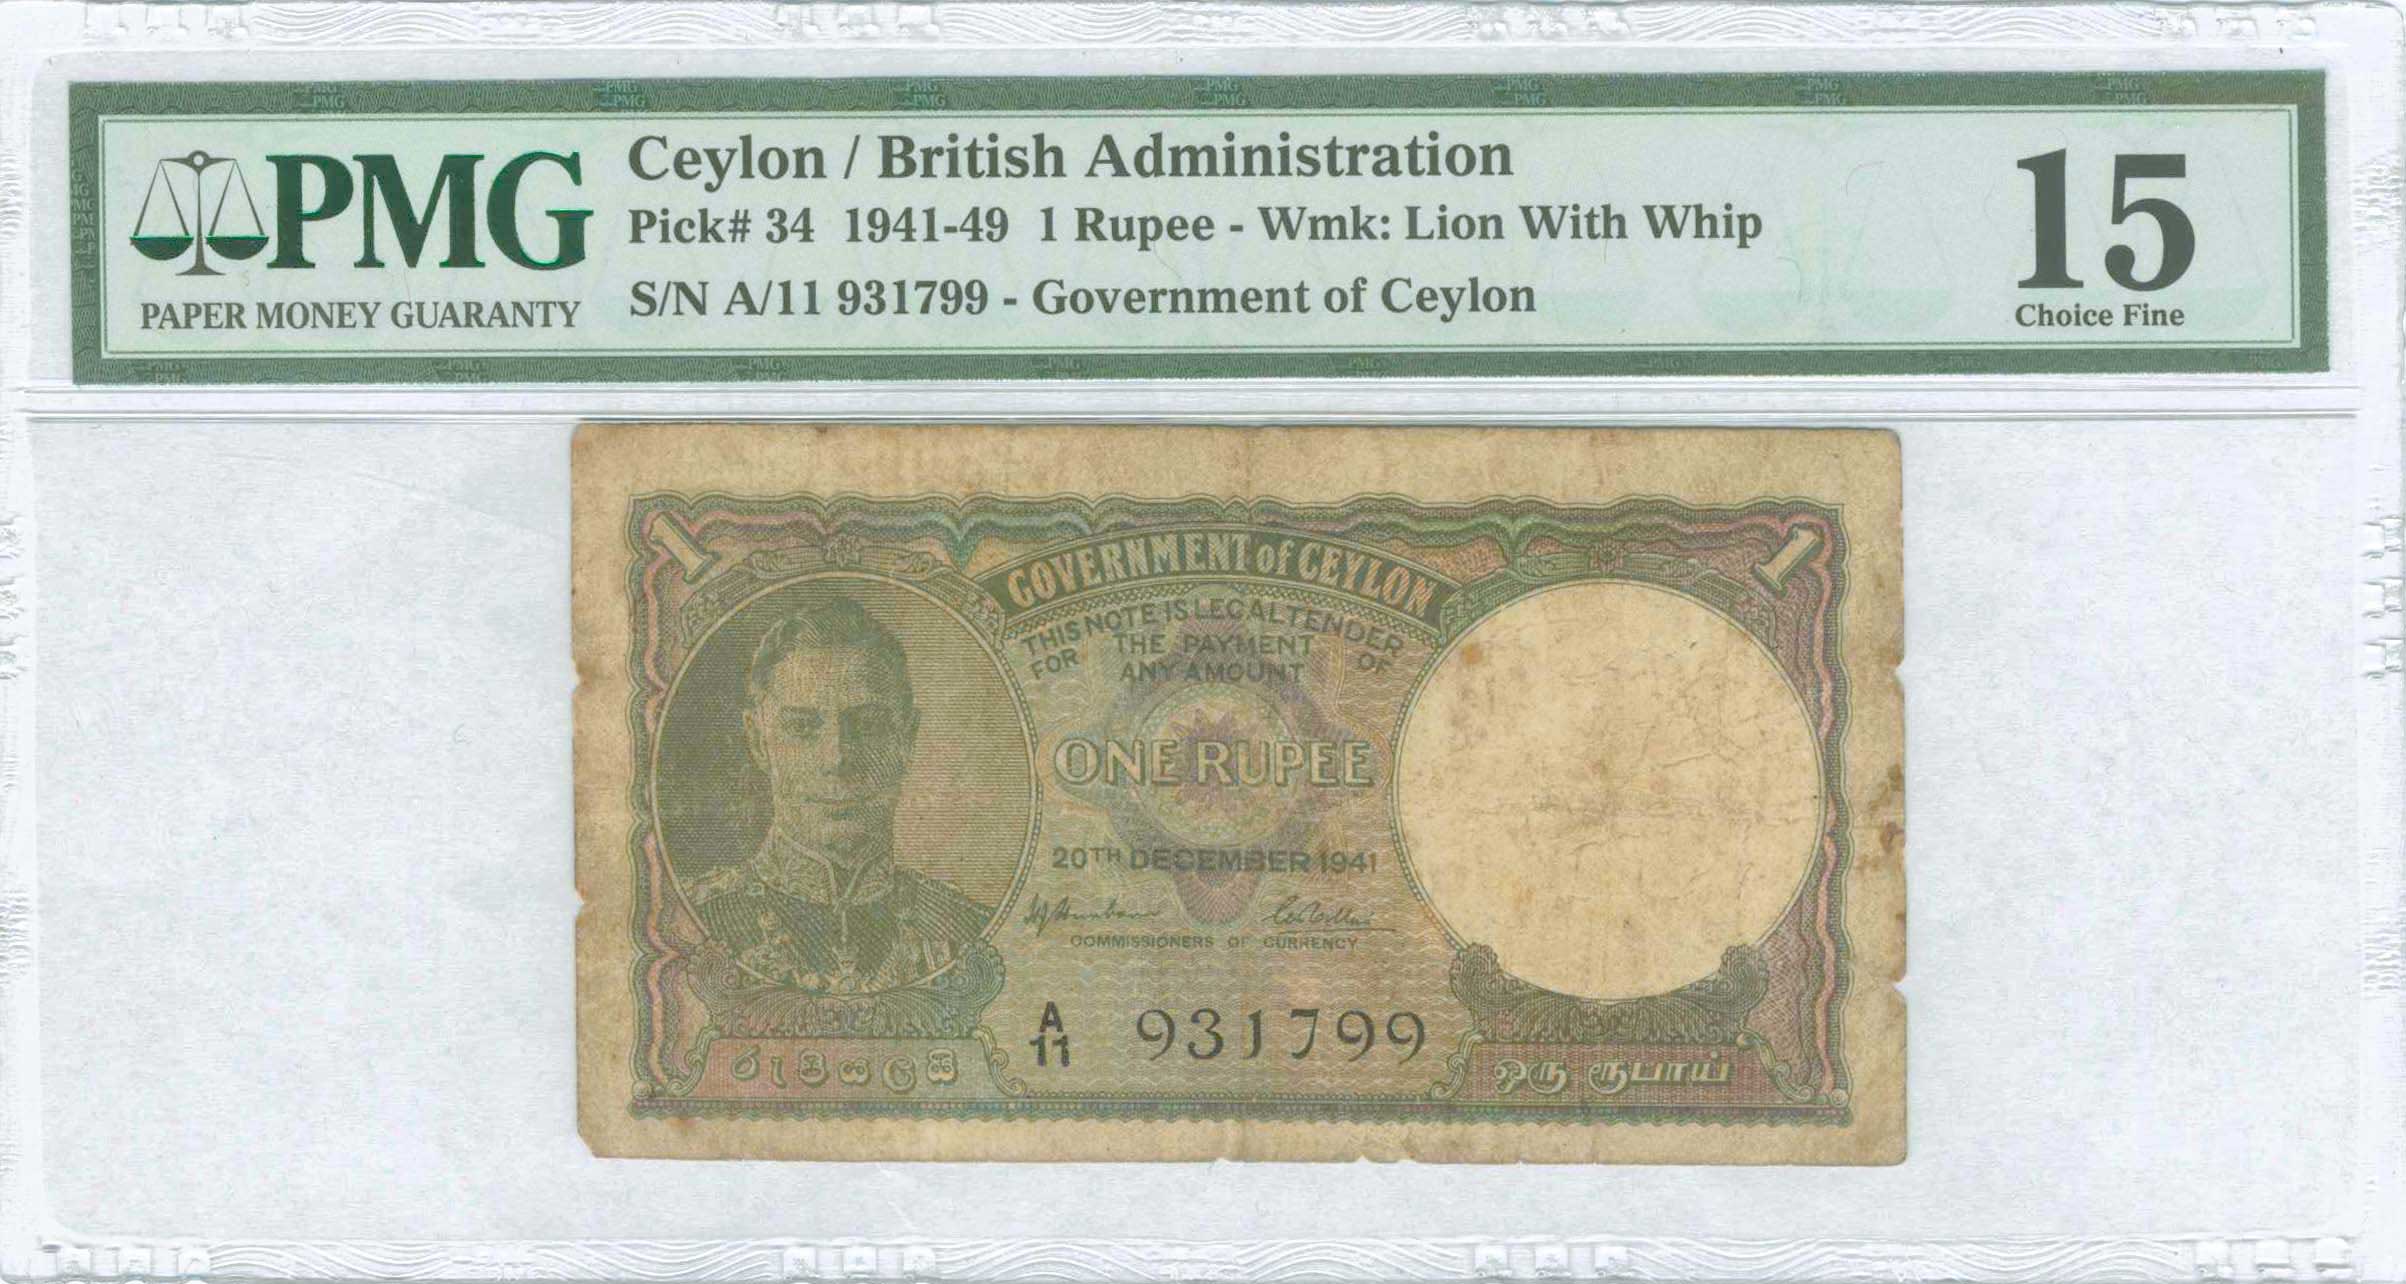 PMG
PAPER MONEY GUARANTY
Ceylon / British Administration
Pick# 34 1941-49 1 Rupee - Wmk: Lion With Whip
S/N A/11 931799 - Government of Ceylon
15
Choice Fine
1
1
GOVERNMENT of CEYLON
THIS NOTE IS LEGAL TENDER
FOR THE PAYMENT OF
ANY AMOUNT
ONE RUPEE
20TH DECEMBER 1941
COMMISSIONERS OF CURRENCY
A/11 931799
රුපියලයි
ஒரு ரூபாய்